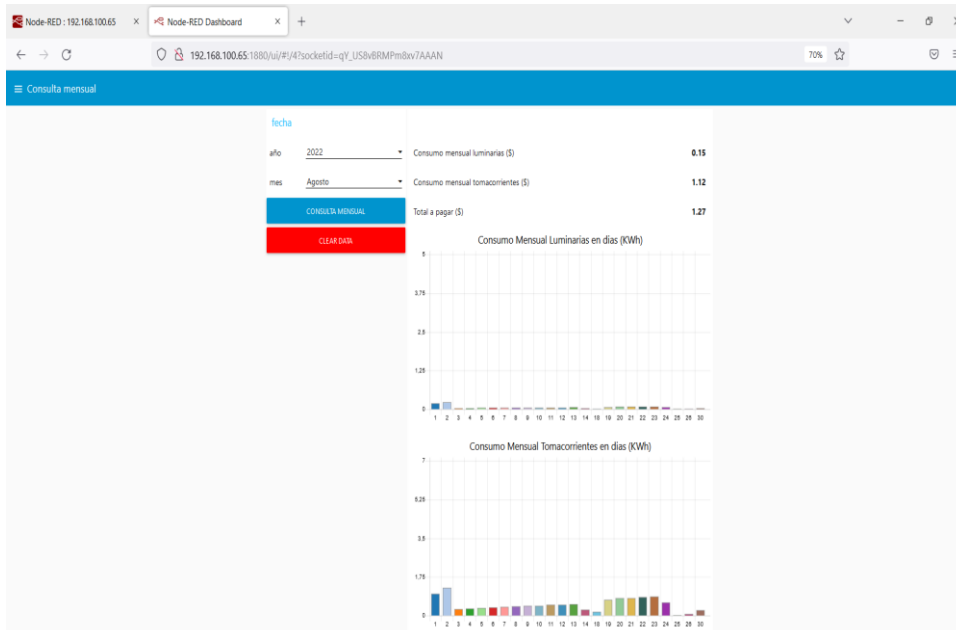 Node-RED : 192.168.100.65
Node-RED Dashboard
192.168.100.65:1880/ui/#!/4?socketid=qY_US8vBRMPm8xv7AAAN
70%
Consulta mensual
fecha
año 2022
mes Agosto
CONSULTA MENSUAL
CLEAR DATA
Consumo mensual luminarias ($) 0.15
Consumo mensual tomacorrientes ($) 1.12
Total a pagar ($) 1.27
Consumo Mensual Luminarias en días (KWh)
5
3.75
2.5
1.25
0
1 2 3 4 5 6 7 8 9 10 11 12 13 14 18 19 20 21 22 23 24 25 26 30
Consumo Mensual Tomacorrientes en días (KWh)
7
5.25
3.5
1.75
0
1 2 3 4 5 6 7 8 9 10 11 12 13 14 18 19 20 21 22 23 24 25 26 30